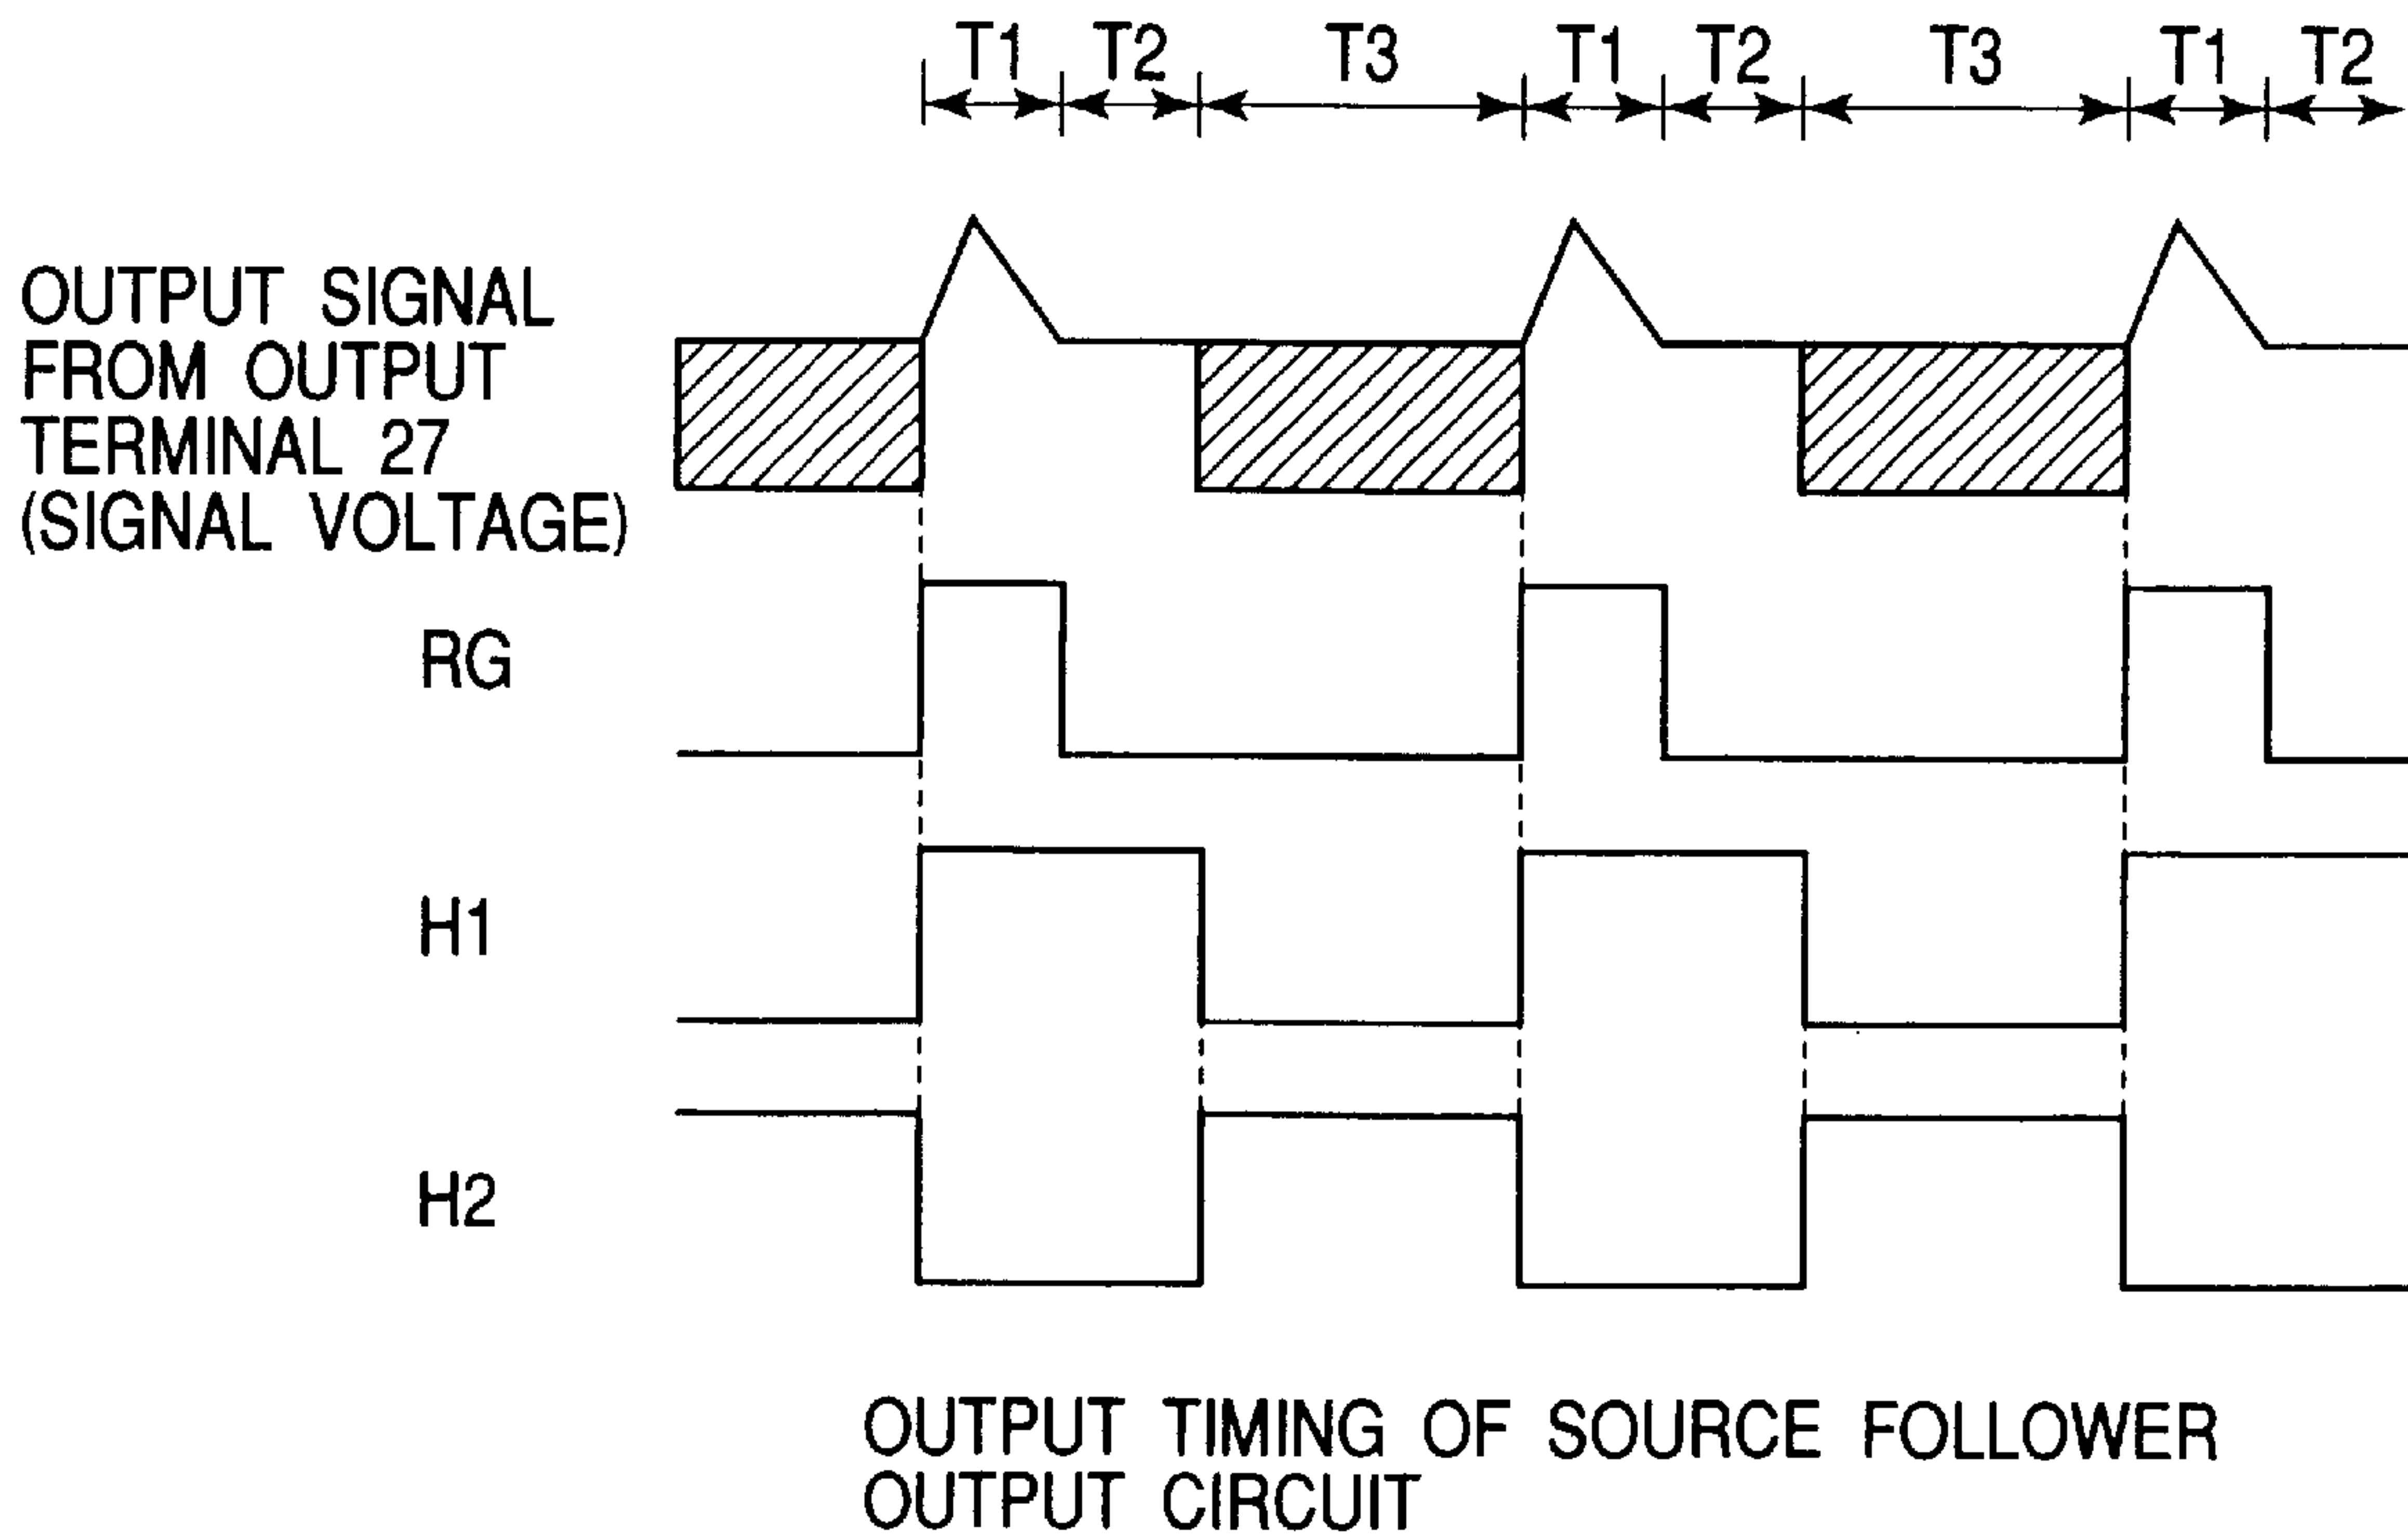 T1 T2 T3 T1 T2 T3 T1 T2
OUTPUT SIGNAL
FROM OUTPUT
TERMINAL 27
(SIGNAL VOLTAGE)
RG
H1
H2
OUTPUT TIMING OF SOURCE FOLLOWER
OUTPUT CIRCUIT